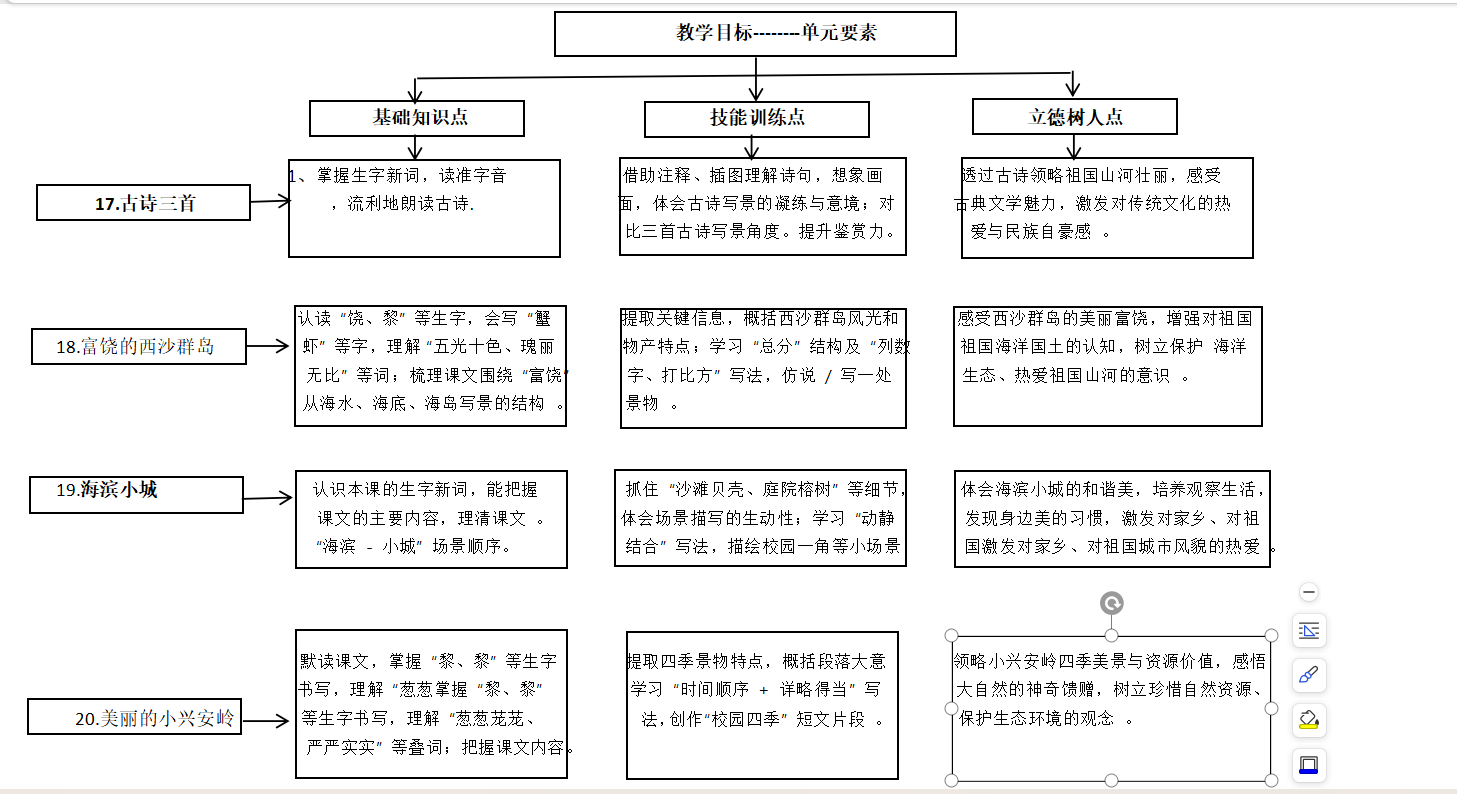 教学目标--------单元要素
基础知识点
技能训练点
立德树人点
17.古诗三首
1、掌握生字新词，读准字音
，流利地朗读古诗.
借助注释、插图理解诗句，想象画
面，体会古诗写景的凝练与意境；对
比三首古诗写景角度。提升鉴赏力。
透过古诗领略祖国山河壮丽，感受
古典文学魅力，激发对传统文化的热
爱与民族自豪感 。
18.富饶的西沙群岛
认读“饶、黎”等生字，会写“蟹
虾”等字，理解“五光十色、瑰丽
无比”等词；梳理课文围绕“富饶”
从海水、海底、海岛写景的结构 。
提取关键信息，概括西沙群岛风光和
物产特点；学习“总分”结构及“列数
字、打比方”写法，仿说 / 写一处
景物 。
感受西沙群岛的美丽富饶，增强对祖国
祖国海洋国土的认知，树立保护 海洋
生态、热爱祖国山河的意识 。
19.海滨小城
认识本课的生字新词，能把握
课文的主要内容，理清课文 。
“海滨 - 小城”场景顺序。
抓住“沙滩贝壳、庭院榕树”等细节，
体会场景描写的生动性；学习“动静
结合”写法，描绘校园一角等小场景
体会海滨小城的和谐美，培养观察生活，
发现身边美的习惯，激发对家乡、对祖
国激发对家乡、对祖国城市风貌的热爱 。
20.美丽的小兴安岭
默读课文，掌握“黎、黎”等生字
书写，理解“葱葱掌握“黎、黎”
等生字书写，理解“葱葱茏茏、
严严实实”等叠词；把握课文内容。
提取四季景物特点，概括段落大意
学习“时间顺序 + 详略得当”写
法，创作“校园四季”短文片段 。
领略小兴安岭四季美景与资源价值，感悟
大自然的神奇馈赠，树立珍惜自然资源、
保护生态环境的观念 。